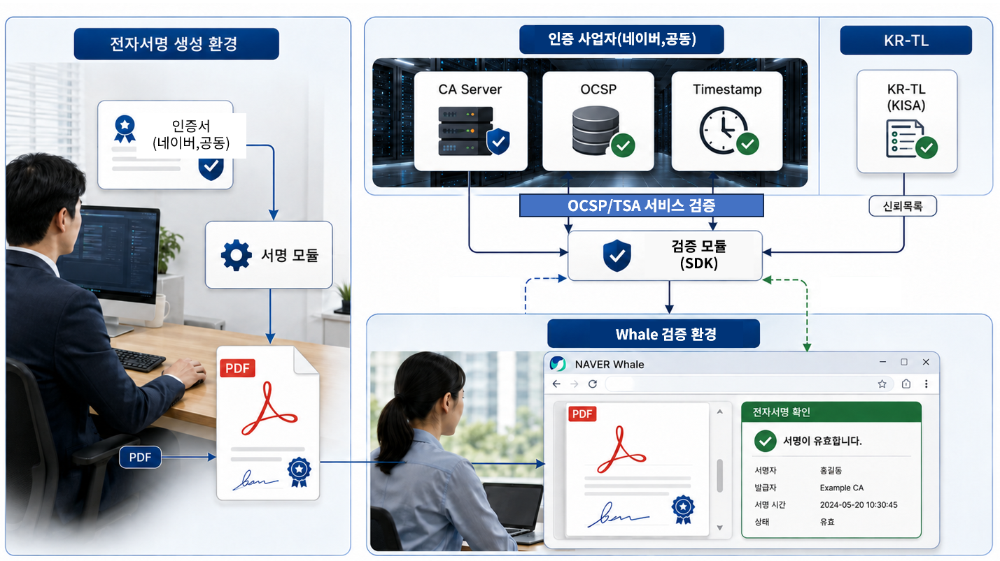 전자서명 생성 환경
인증서
(네이버,공동)
서명 모듈
PDF
PDF
인증 사업자(네이버,공동)
CA Server
OCSP
Timestamp
KR-TL
KR-TL
(KISA)
OCSP/TSA 서비스 검증
신뢰목록
검증 모듈
(SDK)
Whale 검증 환경
NAVER Whale
PDF
전자서명 확인
서명이 유효합니다.
서명자 홍길동
발급자 Example CA
서명 시간 2024-05-20 10:30:45
상태 유효